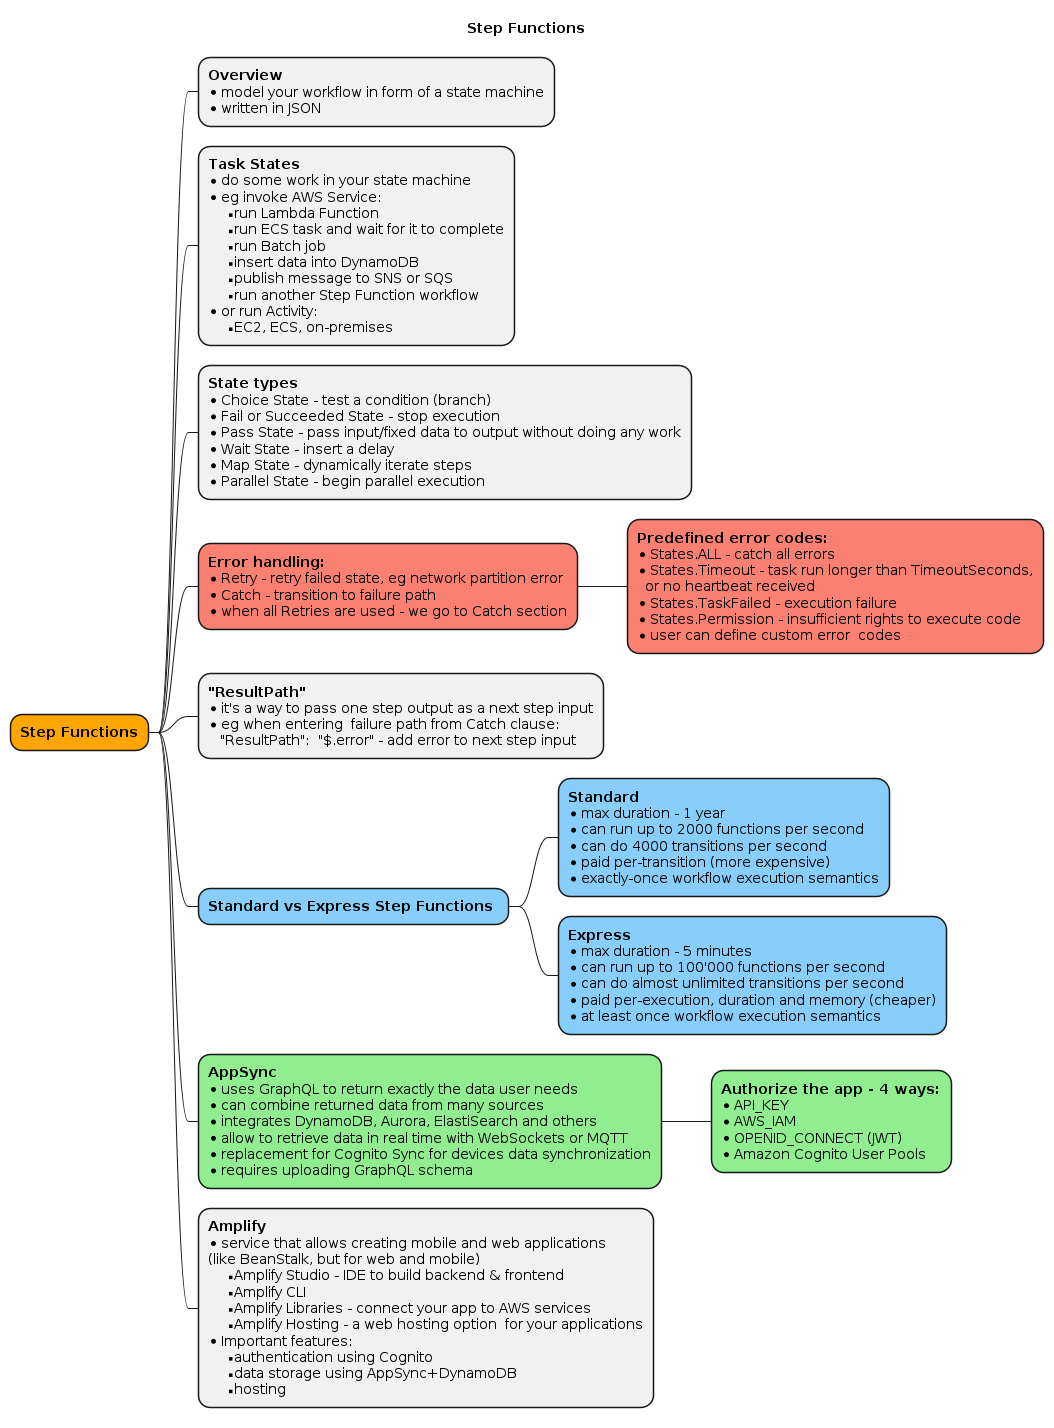 Step Functions
Overview
• model your workflow in form of a state machine
• written in JSON
Task States
• do some work in your state machine
• eg invoke AWS Service:
▪run Lambda Function
▪run ECS task and wait for it to complete
▪run Batch job
▪insert data into DynamoDB
▪publish message to SNS or SQS
▪run another Step Function workflow
• or run Activity:
▪EC2, ECS, on-premises
State types
• Choice State - test a condition (branch)
• Fail or Succeeded State - stop execution
• Pass State - pass input/fixed data to output without doing any work
• Wait State - insert a delay
• Map State - dynamically iterate steps
• Parallel State - begin parallel execution
Error handling:
• Retry - retry failed state, eg network partition error
• Catch - transition to failure path
• when all Retries are used - we go to Catch section
Predefined error codes:
• States.ALL - catch all errors
• States.Timeout - task run longer than TimeoutSeconds,
or no heartbeat received
• States.TaskFailed - execution failure
• States.Permission - insufficient rights to execute code
• user can define custom error  codes
"ResultPath"
• it's a way to pass one step output as a next step input
• eg when entering  failure path from Catch clause:
"ResultPath":  "$.error" - add error to next step input
Step Functions
Standard vs Express Step Functions
Standard
• max duration - 1 year
• can run up to 2000 functions per second
• can do 4000 transitions per second
• paid per-transition (more expensive)
• exactly-once workflow execution semantics
Express
• max duration - 5 minutes
• can run up to 100'000 functions per second
• can do almost unlimited transitions per second
• paid per-execution, duration and memory (cheaper)
• at least once workflow execution semantics
AppSync
• uses GraphQL to return exactly the data user needs
• can combine returned data from many sources
• integrates DynamoDB, Aurora, ElastiSearch and others
• allow to retrieve data in real time with WebSockets or MQTT
• replacement for Cognito Sync for devices data synchronization
• requires uploading GraphQL schema
Authorize the app - 4 ways:
• API_KEY
• AWS_IAM
• OPENID_CONNECT (JWT)
• Amazon Cognito User Pools
Amplify
• service that allows creating mobile and web applications
(like BeanStalk, but for web and mobile)
▪Amplify Studio - IDE to build backend & frontend
▪Amplify CLI
▪Amplify Libraries - connect your app to AWS services
▪Amplify Hosting - a web hosting option  for your applications
• Important features:
▪authentication using Cognito
▪data storage using AppSync+DynamoDB
▪hosting